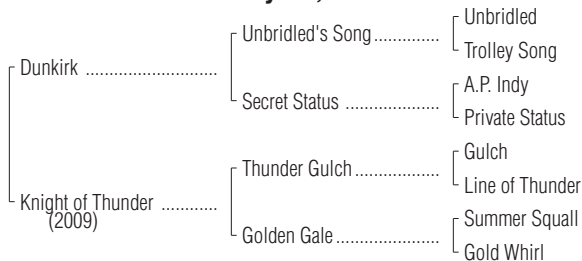 Unbridled
Unbridled's Song
Trolley Song
Dunkirk
A.P. Indy
Secret Status
Private Status
Gulch
Thunder Gulch
Line of Thunder
Knight of Thunder
(2009)
Summer Squall
Golden Gale
Gold Whirl